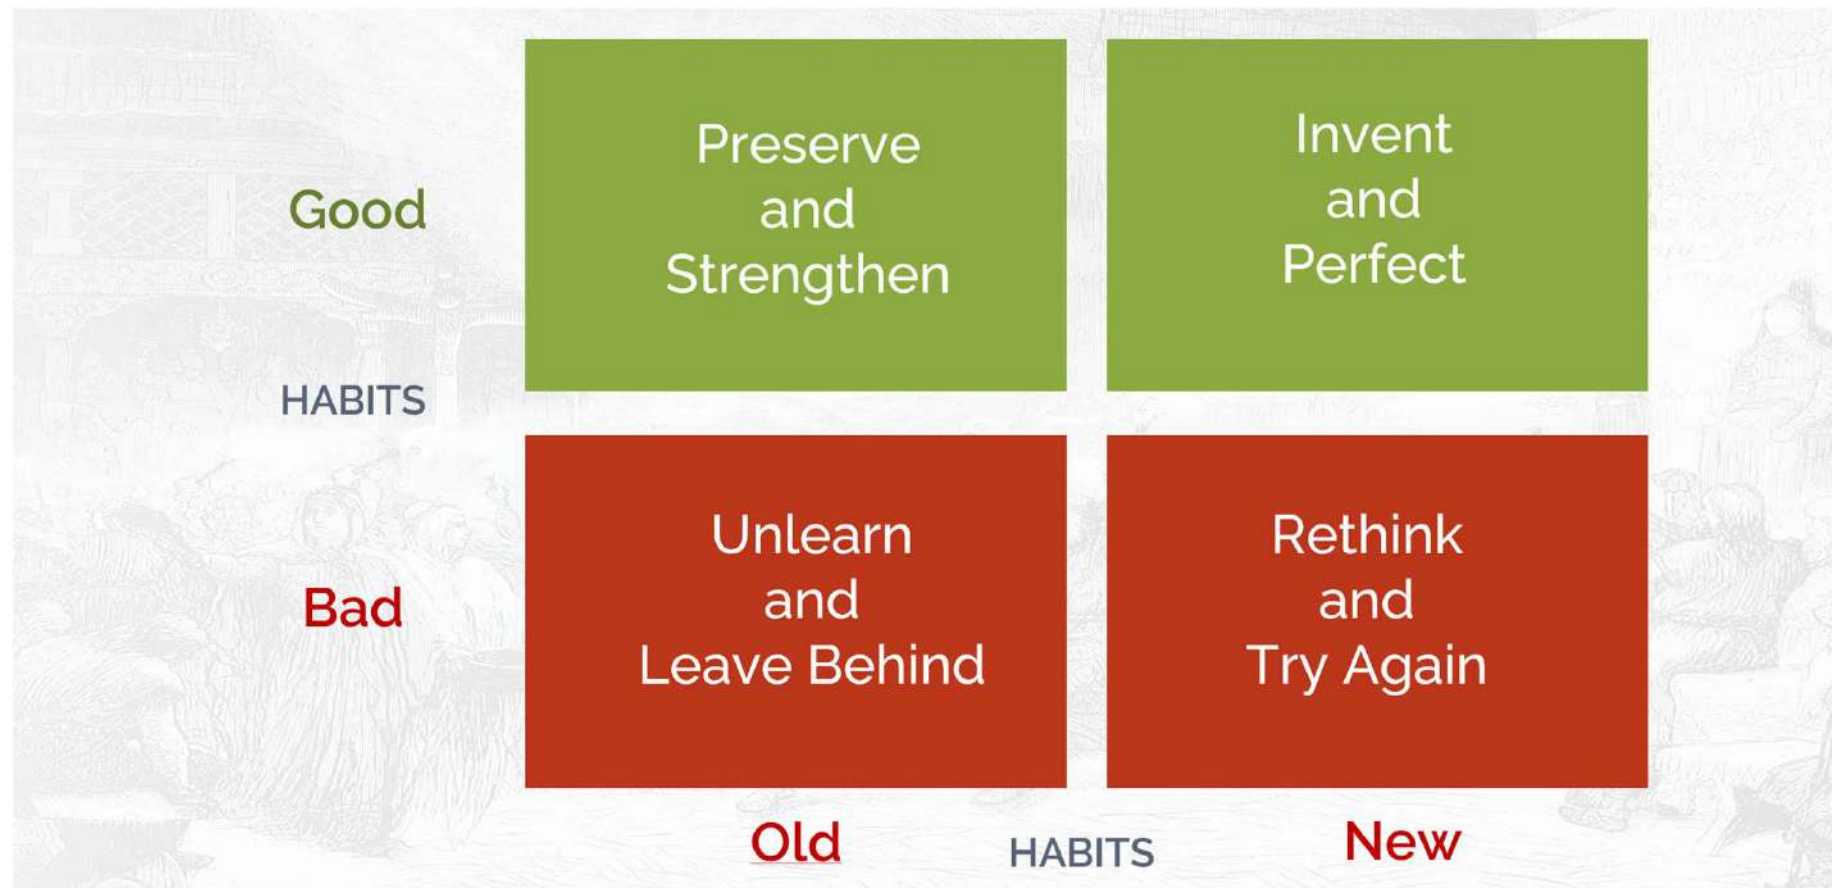 Preserve
and
Strengthen
Invent
and
Perfect
Good
HABITS
Unlearn
and
Leave Behind
Rethink
and
Try Again
Bad
Old
HABITS
New